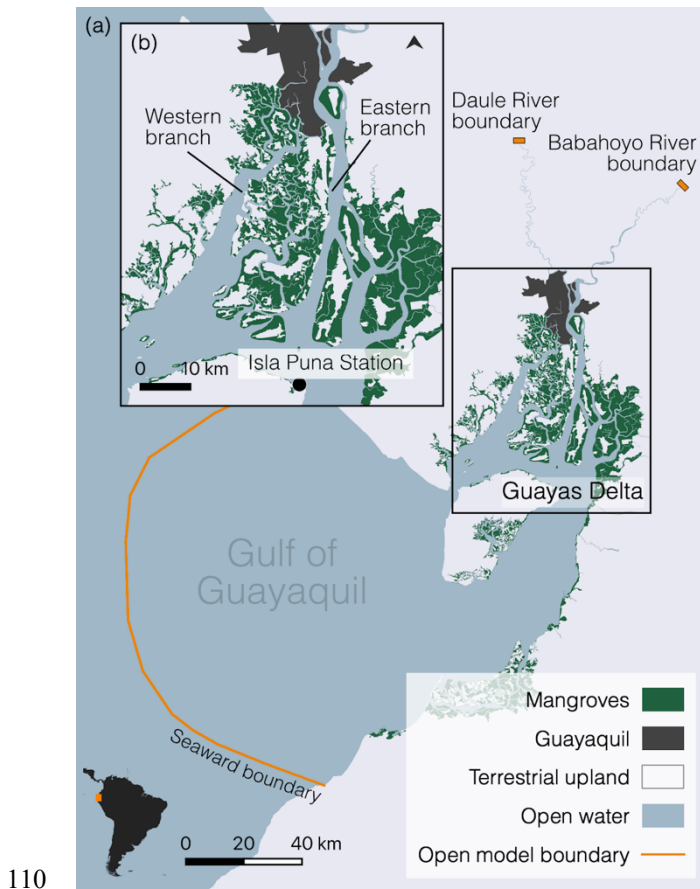 (a)
(b)
Western
branch
Eastern
branch
Daule River
boundary
Babahoyo River
boundary
0 10 km
Isla Puna Station
Guayas Delta
Gulf of
Guayaquil
Seaward boundary
Mangroves
Guayaquil
Terrestrial upland
Open water
Open model boundary
0 20 40 km
110